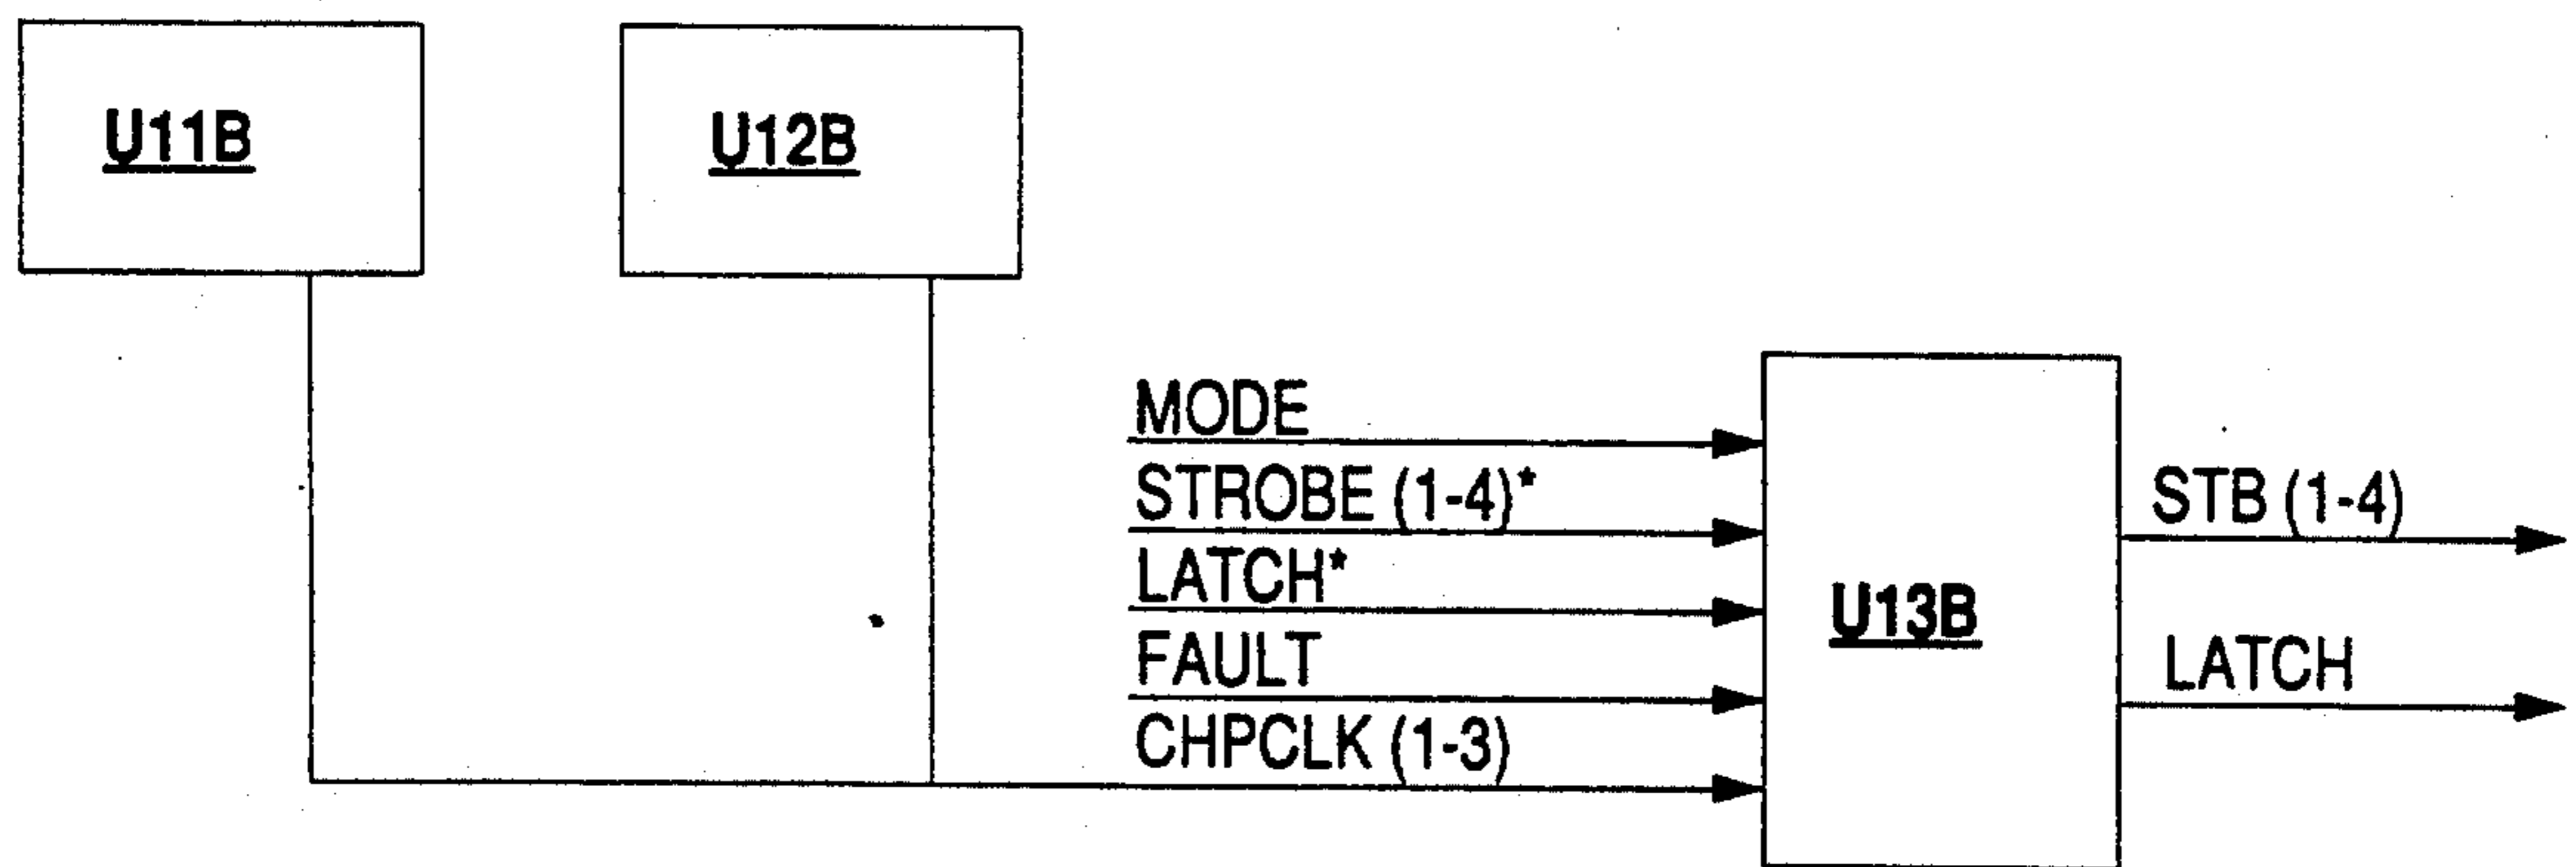 U11B
U12B
MODE
STROBE (1-4)*
LATCH*
FAULT
CHPCLK (1-3)
U13B
STB (1-4)
LATCH